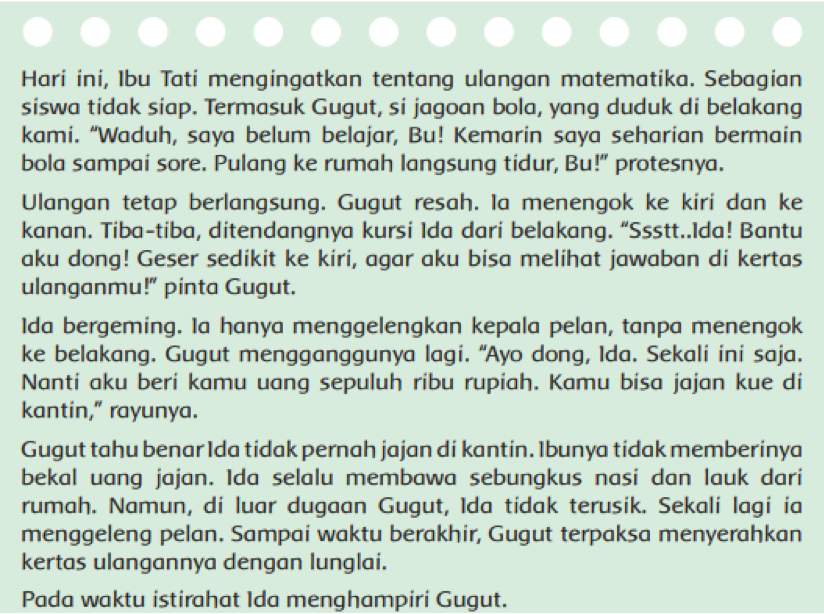 Hari ini, Ibu Tati mengingatkan tentang ulangan matematika. Sebagian
siswa tidak siap. Termasuk Gugut, si jagoan bola, yang duduk di belakang
kami. “Waduh, saya belum belajar, Bu! Kemarin saya seharian bermain
bola sampai sore. Pulang ke rumah langsung tidur, Bu!” protesnya.
Ulangan tetap berlangsung. Gugut resah. Ia menengok ke kiri dan ke
kanan. Tiba-tiba, ditendangnya kursi Ida dari belakang. “Ssstt..Ida! Bantu
aku dong! Geser sedikit ke kiri, agar aku bisa melihat jawaban di kertas
ulanganmu!” pinta Gugut.
Ida bergeming. Ia hanya menggelengkan kepala pelan, tanpa menengok
ke belakang. Gugut mengganggunya lagi. “Ayo dong, Ida. Sekali ini saja.
Nanti aku beri kamu uang sepuluh ribu rupiah. Kamu bisa jajan kue di
kantin,” rayunya.
Gugut tahu benar Ida tidak pernah jajan di kantin. Ibunya tidak memberinya
bekal uang jajan. Ida selalu membawa sebungkus nasi dan lauk dari
rumah. Namun, di luar dugaan Gugut, Ida tidak terusik. Sekali lagi ia
menggeleng pelan. Sampai waktu berakhir, Gugut terpaksa menyerahkan
kertas ulangannya dengan lunglai.
Pada waktu istirahat Ida menghampiri Gugut.